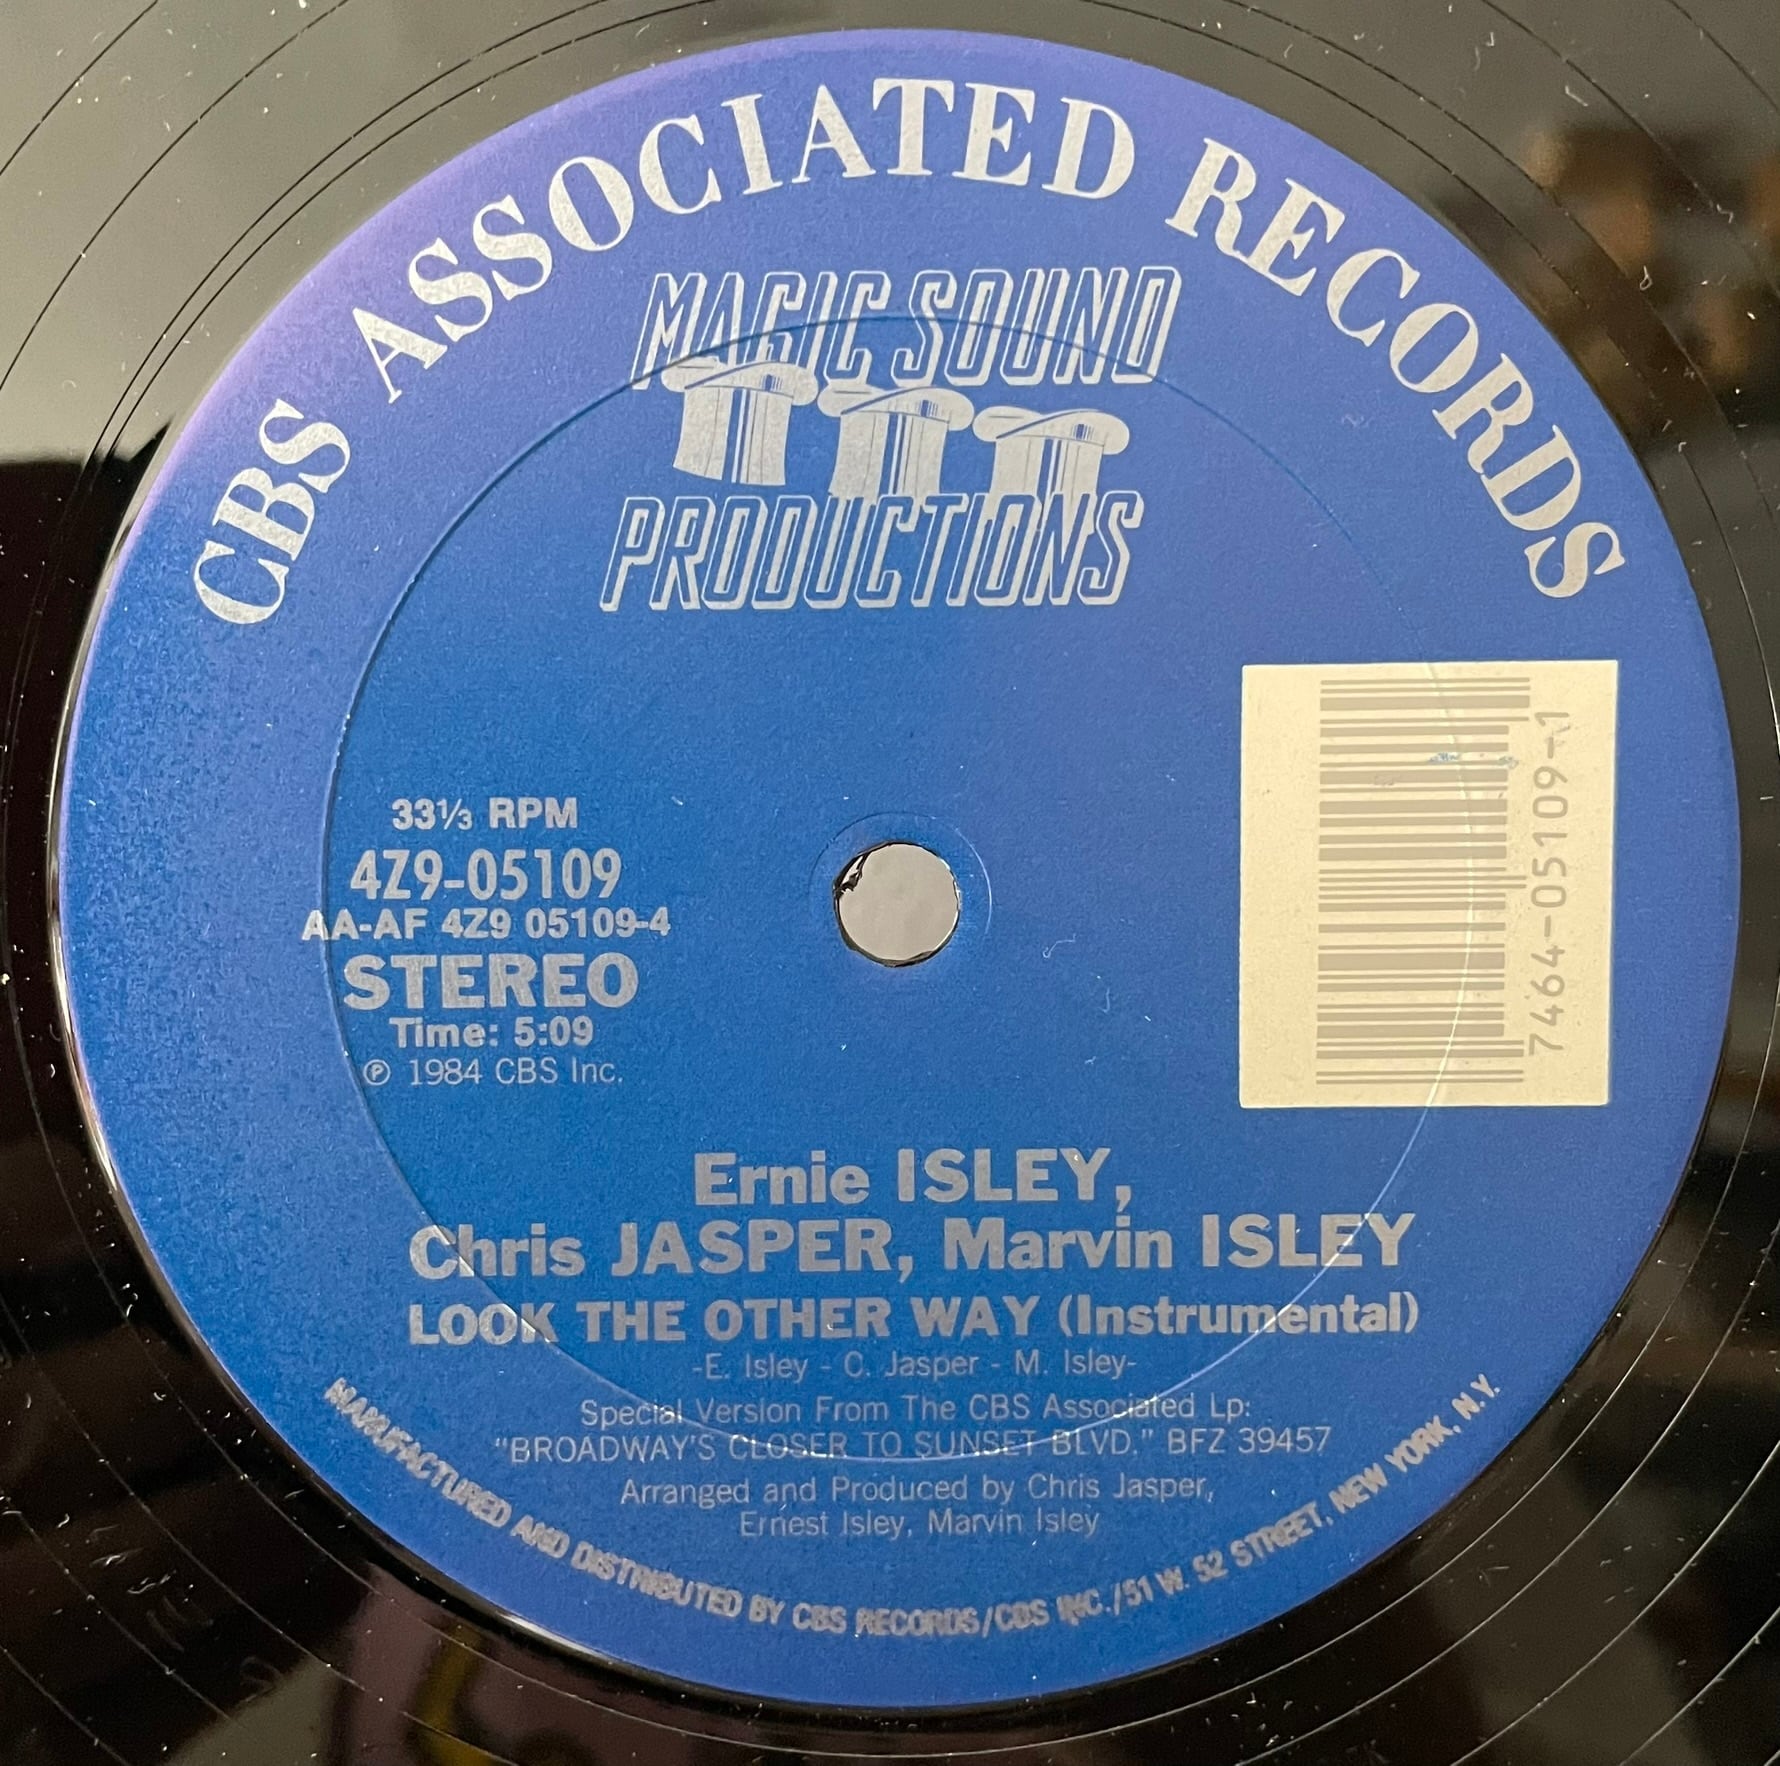 CBS ASSOCIATED RECORDS
MAGIC SOUND
PRODUCTIONS
33⅓ RPM
4Z9-05109
AA-AF 4Z9 05109-4
STEREO
Time: 5:09
℗ 1984 CBS Inc.
7464-05109-1
Ernie ISLEY,
Chris JASPER, Marvin ISLEY
LOOK THE OTHER WAY (Instrumental)
-E. Isley - C. Jasper - M. Isley-
Special Version From The CBS Associated Lp:
"BROADWAY'S CLOSER TO SUNSET BLVD." BFZ 39457
Arranged and Produced by Chris Jasper,
Ernest Isley, Marvin Isley
MANUFACTURED AND DISTRIBUTED BY CBS RECORDS/CBS INC./51 W. 52 STREET, NEW YORK, N.Y.